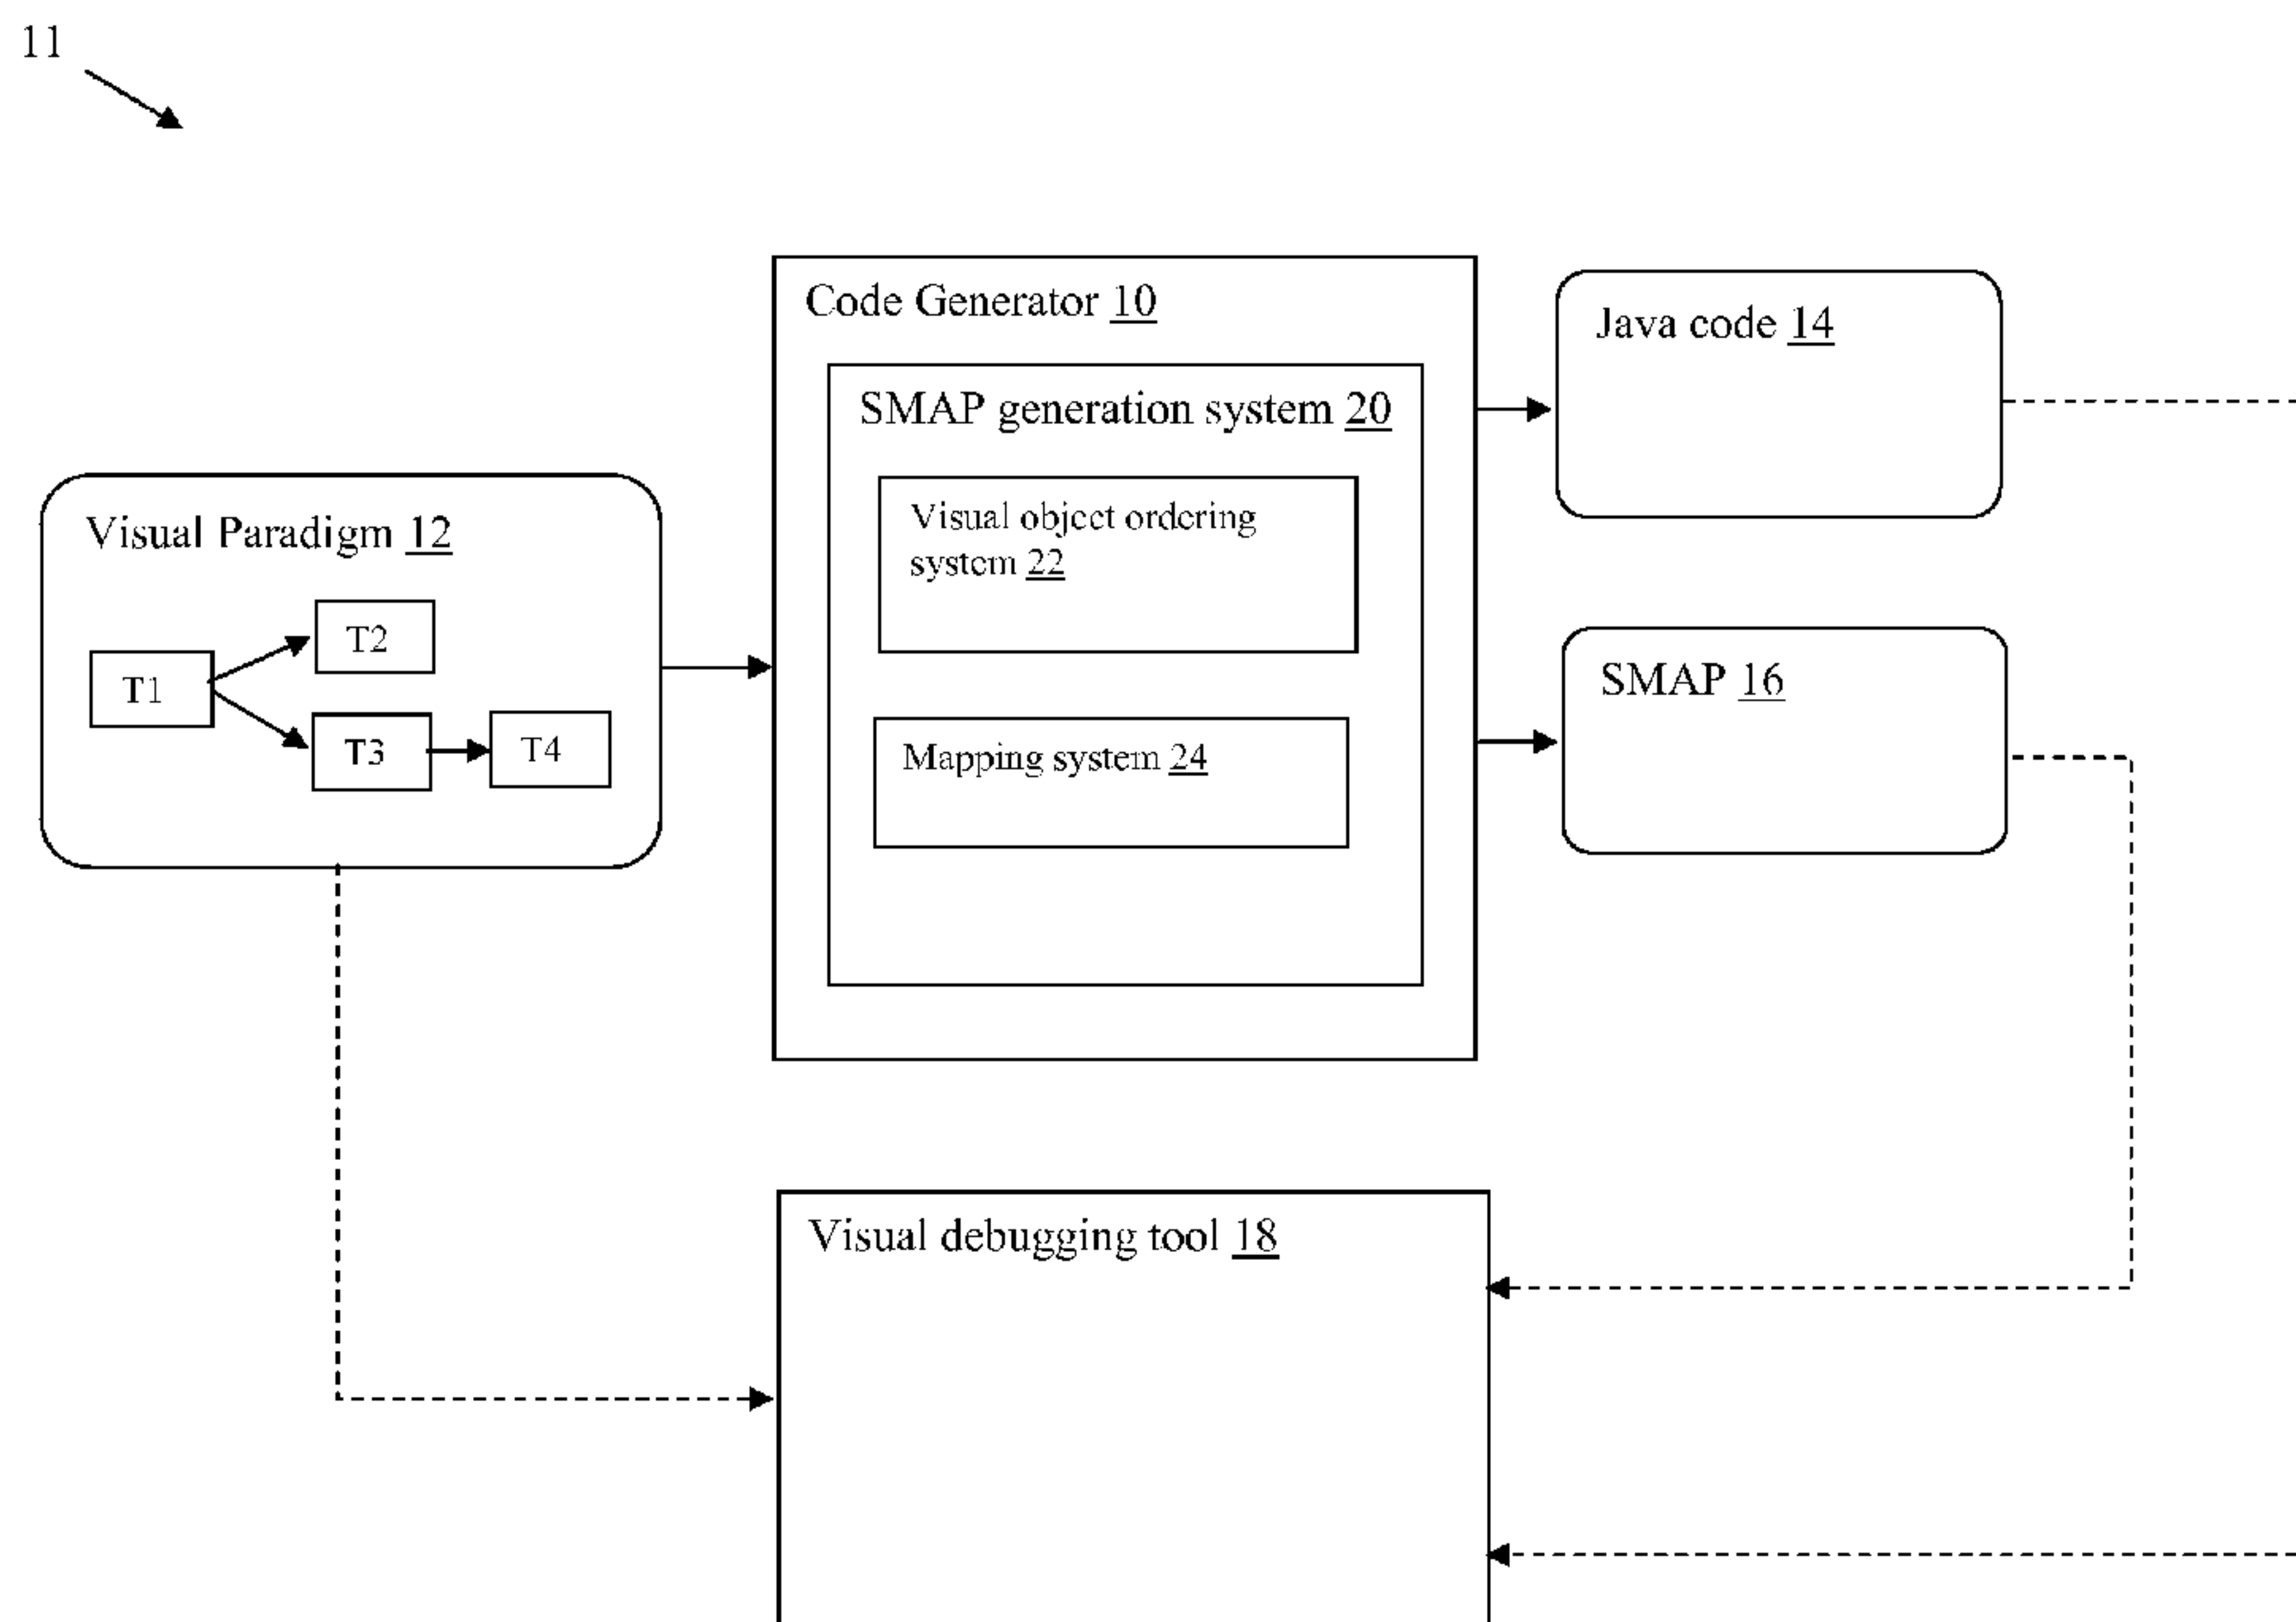 11
Code Generator 10
Java code 14
SMAP generation system 20
Visual object ordering
system 22
Visual Paradigm 12
T2
T1
T3
T4
SMAP 16
Mapping system 24
Visual debugging tool 18